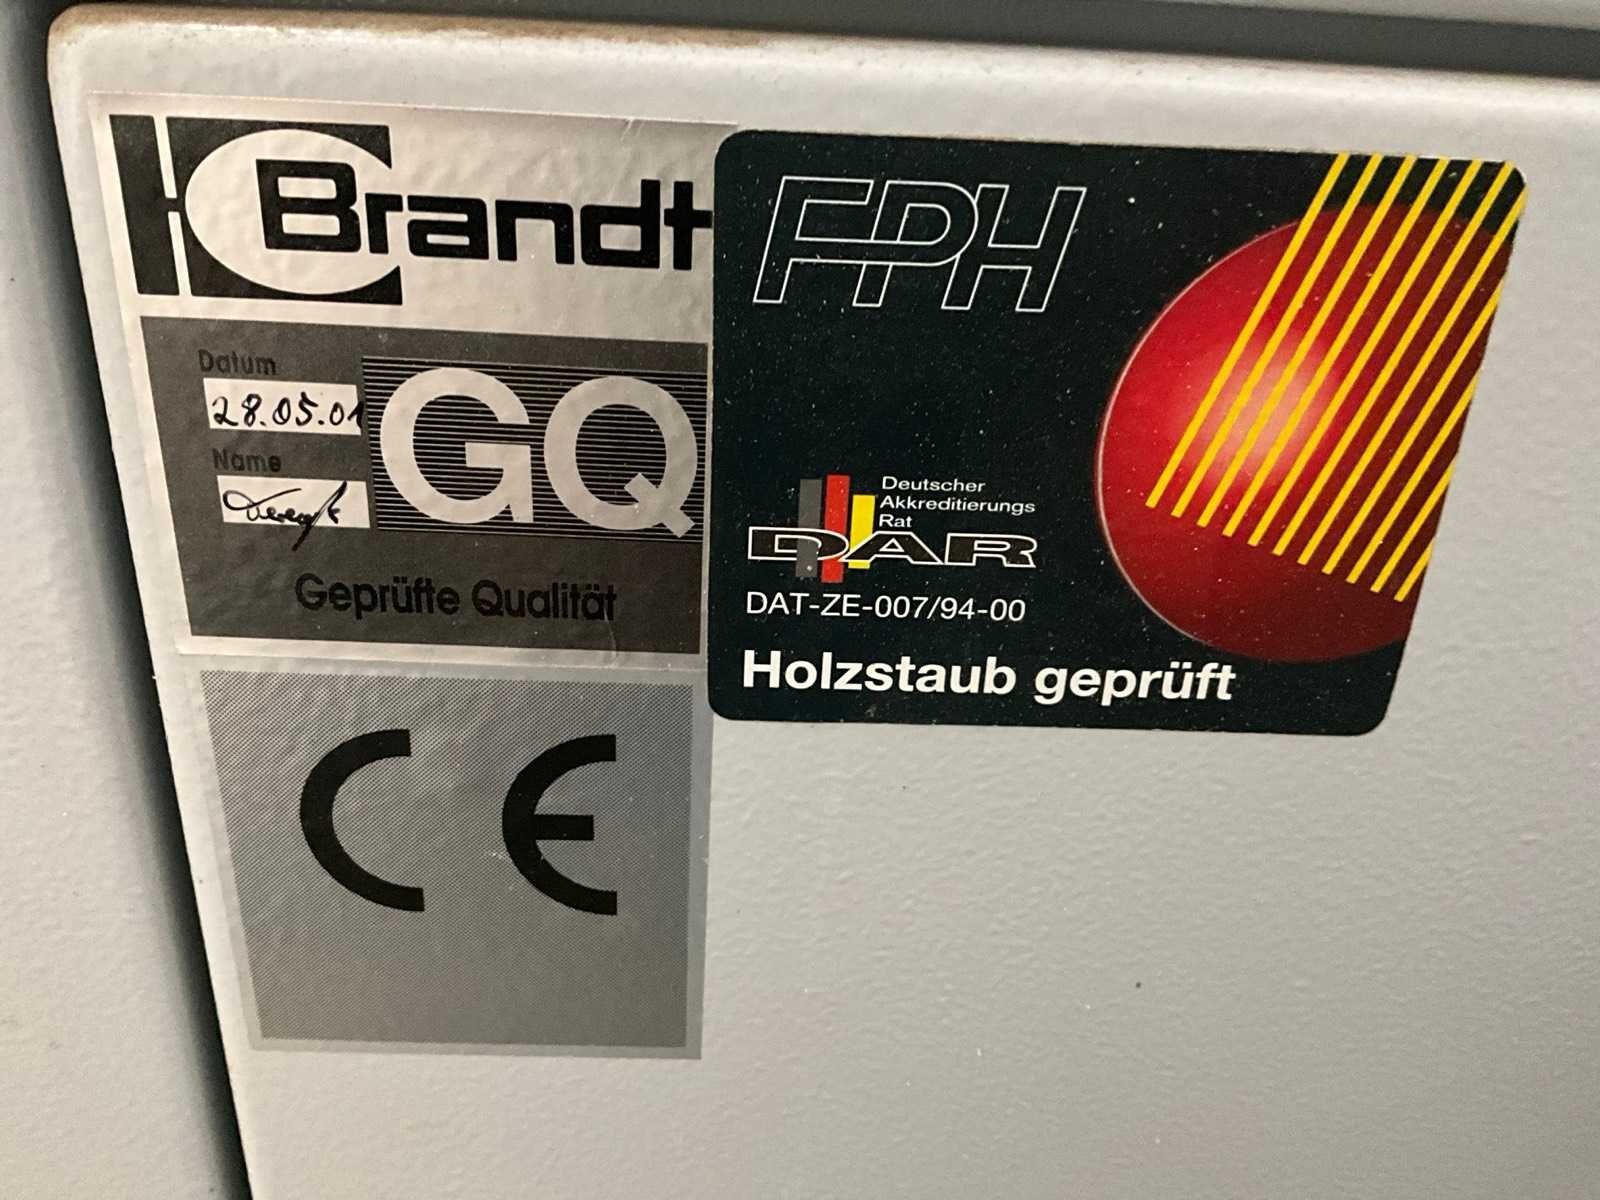 Brandt
Datum
28.05.01
Name
GQ
Geprüfte Qualität
CE
FPH
Deutscher
Akkreditierungs
Rat
DAR
DAT-ZE-007/94-00
Holzstaub geprüft